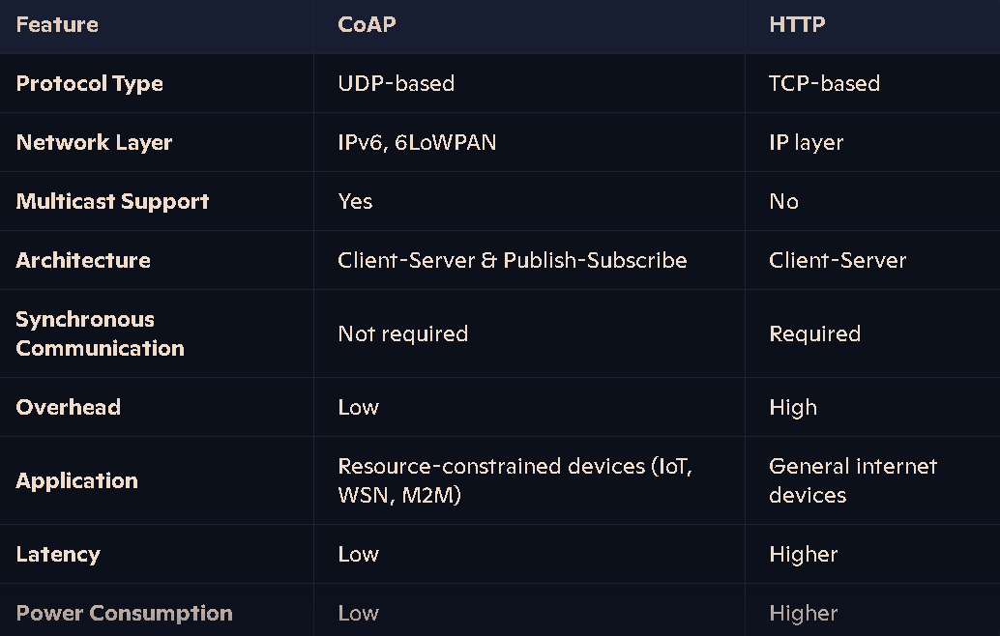 Feature CoAP HTTP
Protocol Type UDP-based TCP-based
Network Layer IPv6, 6LoWPAN IP layer
Multicast Support Yes No
Architecture Client-Server & Publish-Subscribe Client-Server
Synchronous
Communication Not required Required
Overhead Low High
Application Resource-constrained devices (IoT,
WSN, M2M) General internet
devices
Latency Low Higher
Power Consumption Low Higher